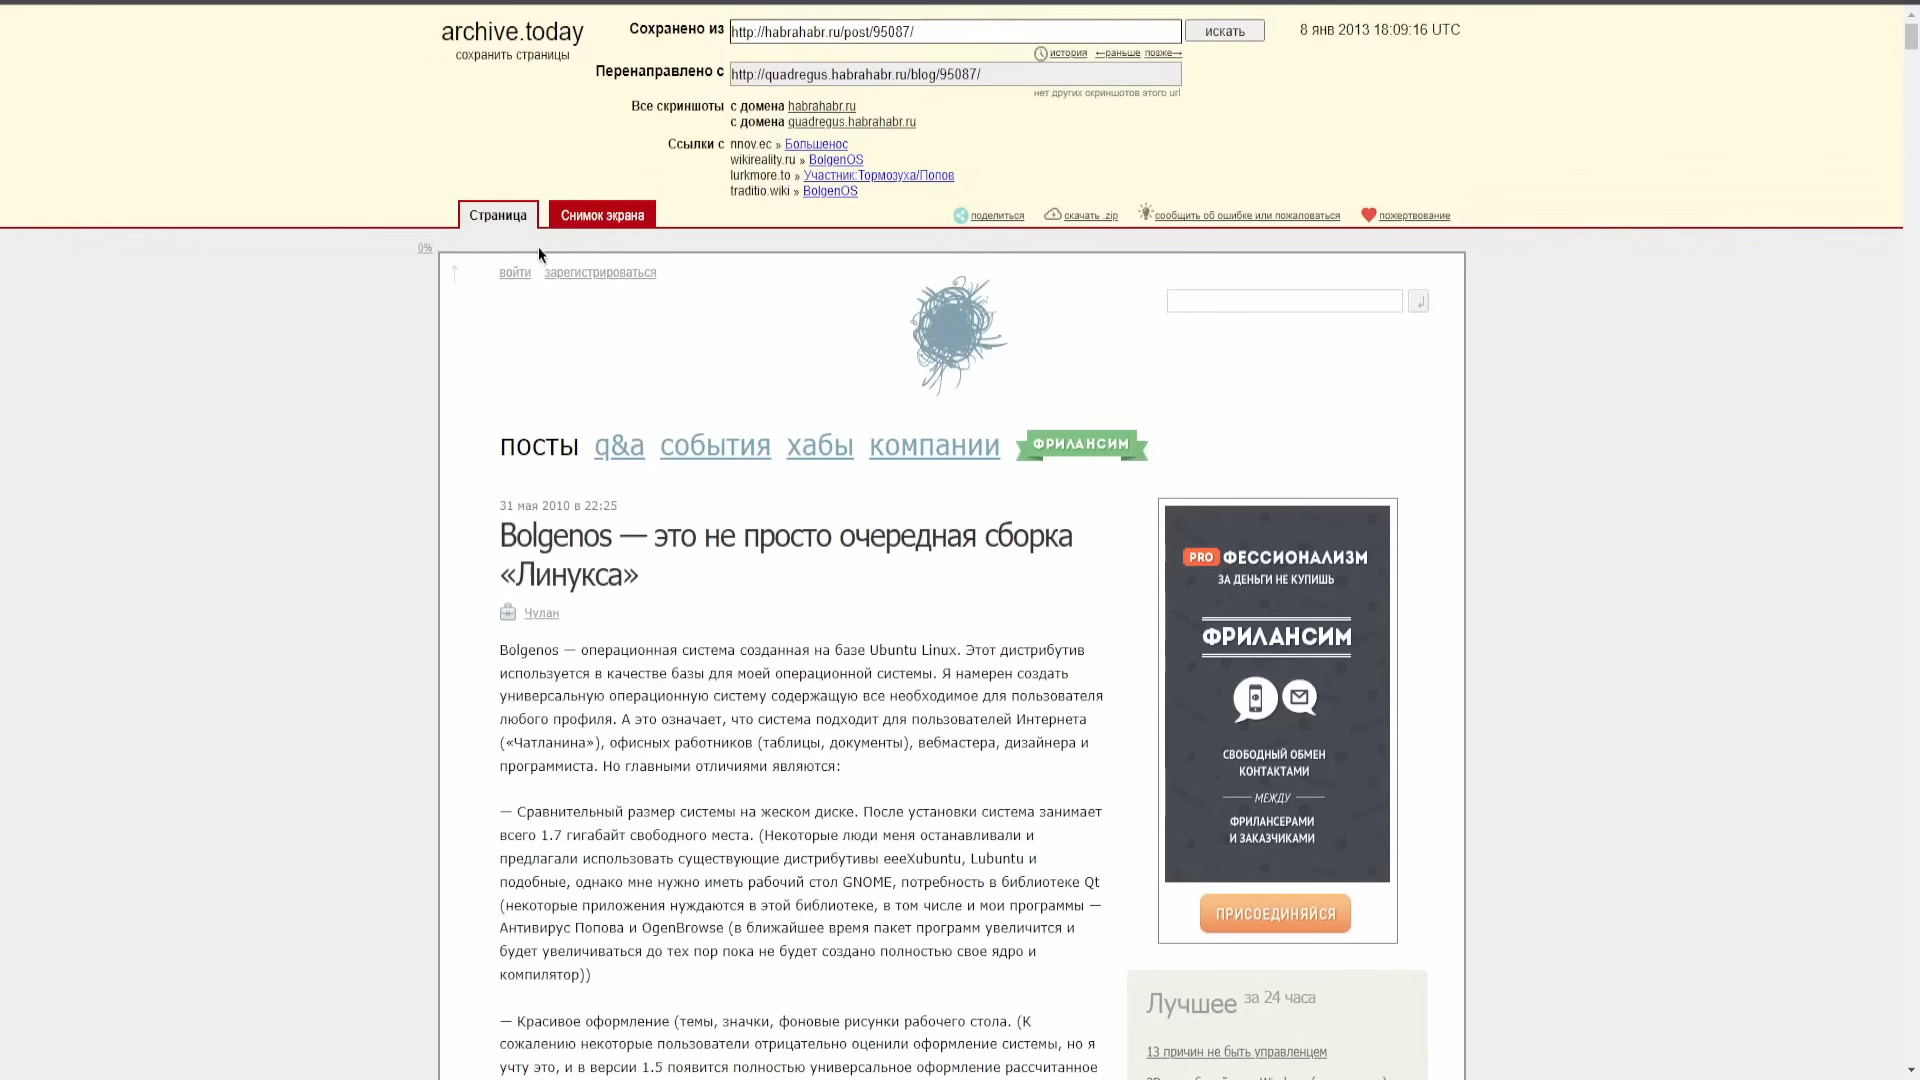 archive.today
сохранить страницы
Сохранено из
http://habrahabr.ru/post/95087/
искать
8 янв 2013 18:09:16 UTC
история ←раньше позже→
Перенаправлено с
http://quadregus.habrahabr.ru/blog/95087/
нет других скриншотов этого url
Все скриншоты с домена habrahabr.ru
с домена quadregus.habrahabr.ru
Ссылки с nnov.ec » Большенос
wikireality.ru » BolgenOS
lurkmore.to » Участник:Тормозуха/Попов
traditio.wiki » BolgenOS
Страница
Снимок экрана
поделиться
скачать .zip
сообщить об ошибке или пожаловаться
пожертвование
0%
войти зарегистрироваться
посты q&a события хабы компании ФРИЛАНСИМ
31 мая 2010 в 22:25
Bolgenos — это не просто очередная сборка
«Линукса»
Чулан
Bolgenos — операционная система созданная на базе Ubuntu Linux. Этот дистрибутив
используется в качестве базы для моей операционной системы. Я намерен создать
универсальную операционную систему содержащую все необходимое для пользователя
любого профиля. А это означает, что система подходит для пользователей Интернета
(«Чатланина»), офисных работников (таблицы, документы), вебмастера, дизайнера и
программиста. Но главными отличиями являются:
— Сравнительный размер системы на жеском диске. После установки система занимает
всего 1.7 гигабайт свободного места. (Некоторые люди меня останавливали и
предлагали использовать существующие дистрибутивы eeeXubuntu, Lubuntu и
подобные, однако мне нужно иметь рабочий стол GNOME, потребность в библиотеке Qt
(некоторые приложения нуждаются в этой библиотеке, в том числе и мои программы —
Антивирус Попова и OgenBrowse (в ближайшее время пакет программ увеличится и
будет увеличиваться до тех пор пока не будет создано полностью свое ядро и
компилятор))
— Красивое оформление (темы, значки, фоновые рисунки рабочего стола. (К
сожалению некоторые пользователи отрицательно оценили оформление системы, но я
учту это, и в версии 1.5 появится полностью универсальное оформление рассчитанное
PROФЕССИОНАЛИЗМ
ЗА ДЕНЬГИ НЕ КУПИШЬ
ФРИЛАНСИМ
СВОБОДНЫЙ ОБМЕН
КОНТАКТАМИ
МЕЖДУ
ФРИЛАНСЕРАМИ
И ЗАКАЗЧИКАМИ
ПРИСОЕДИНЯЙСЯ
Лучшее за 24 часа
13 причин не быть управленцем